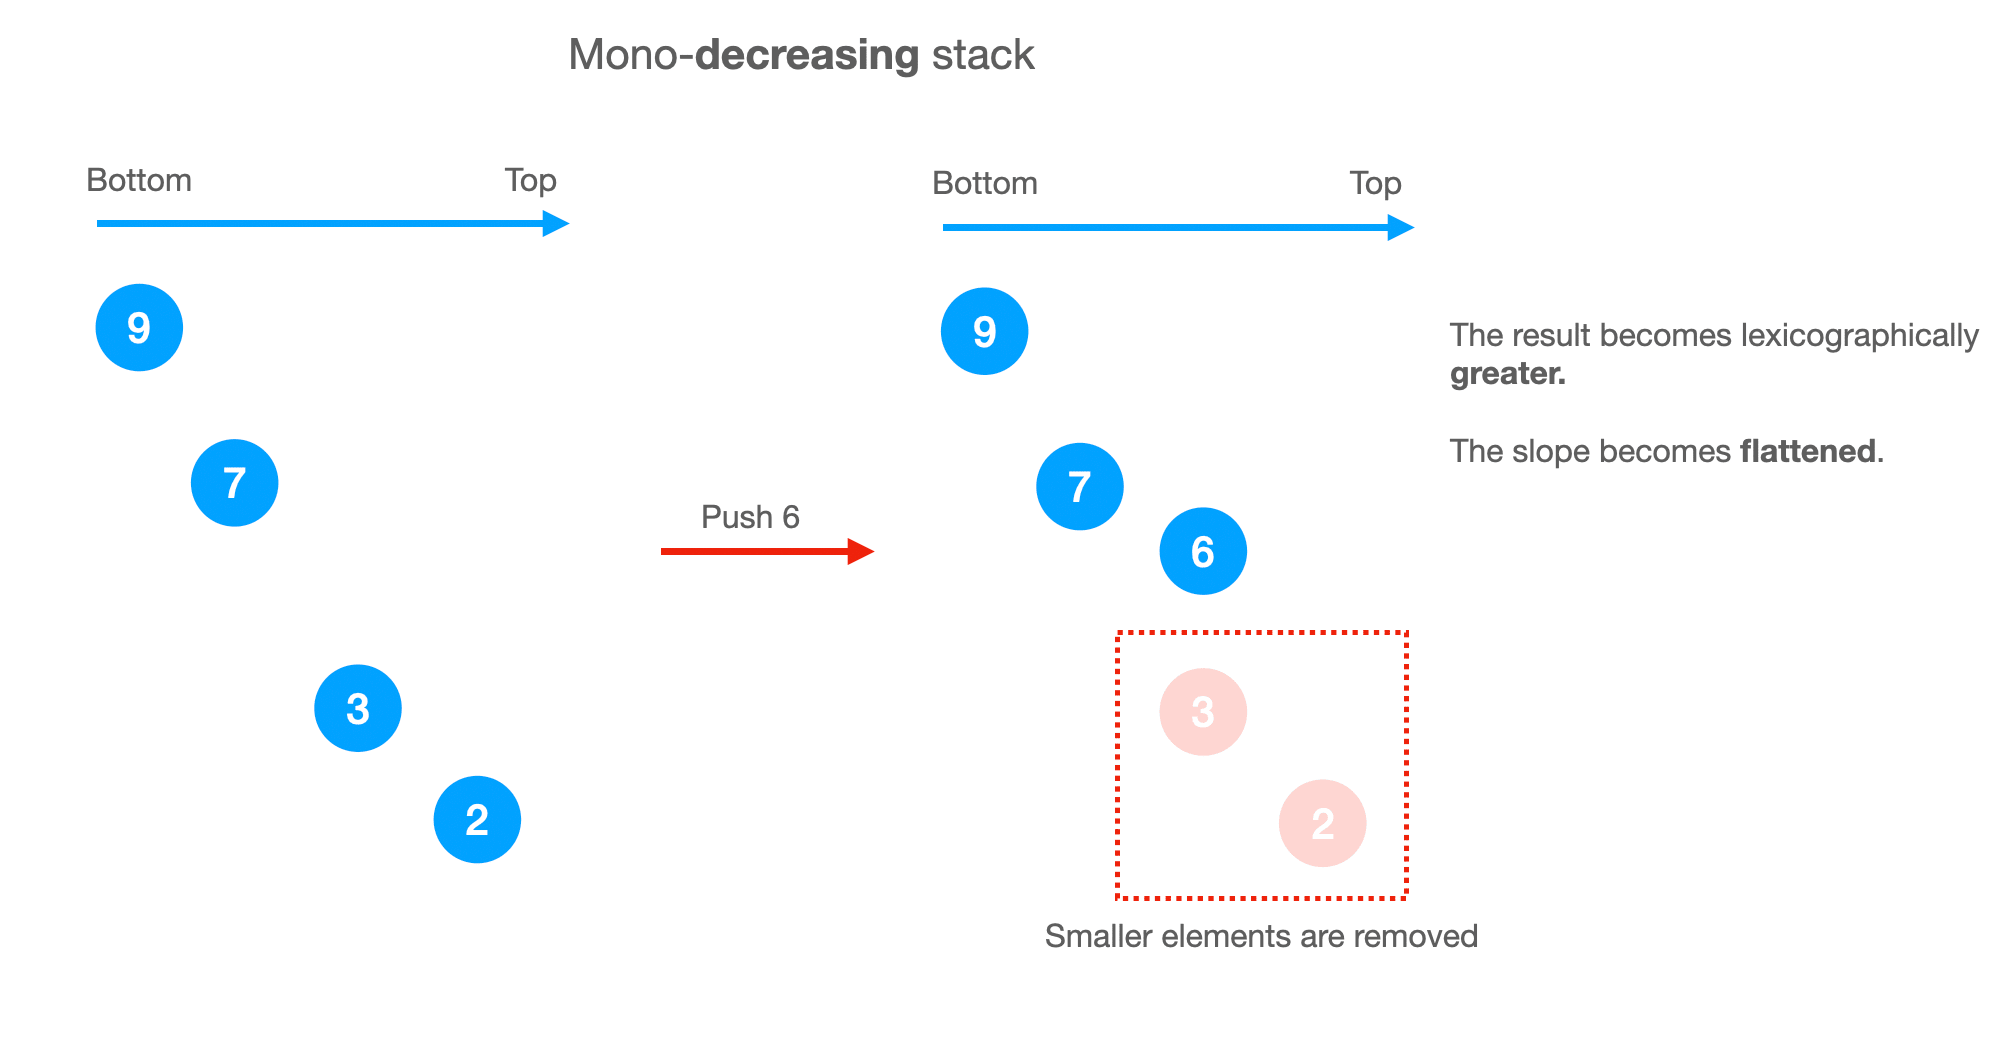 Mono-decreasing stack
Bottom
Top
9
7
3
2
Push 6
Bottom
Top
9
7
6
3
2
Smaller elements are removed
The result becomes lexicographically
greater.
The slope becomes flattened.